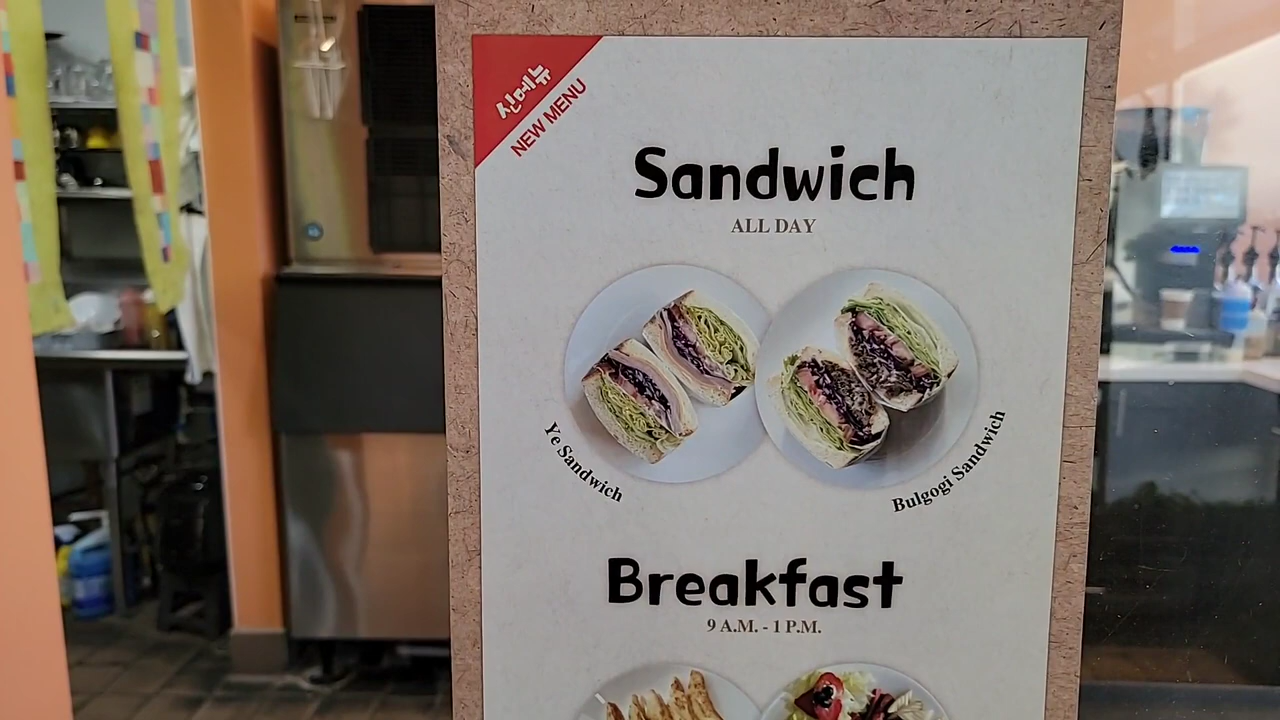 신메뉴
NEW MENU
Sandwich
ALL DAY
Ye Sandwich
Bulgogi Sandwich
Breakfast
9 A.M. - 1 P.M.